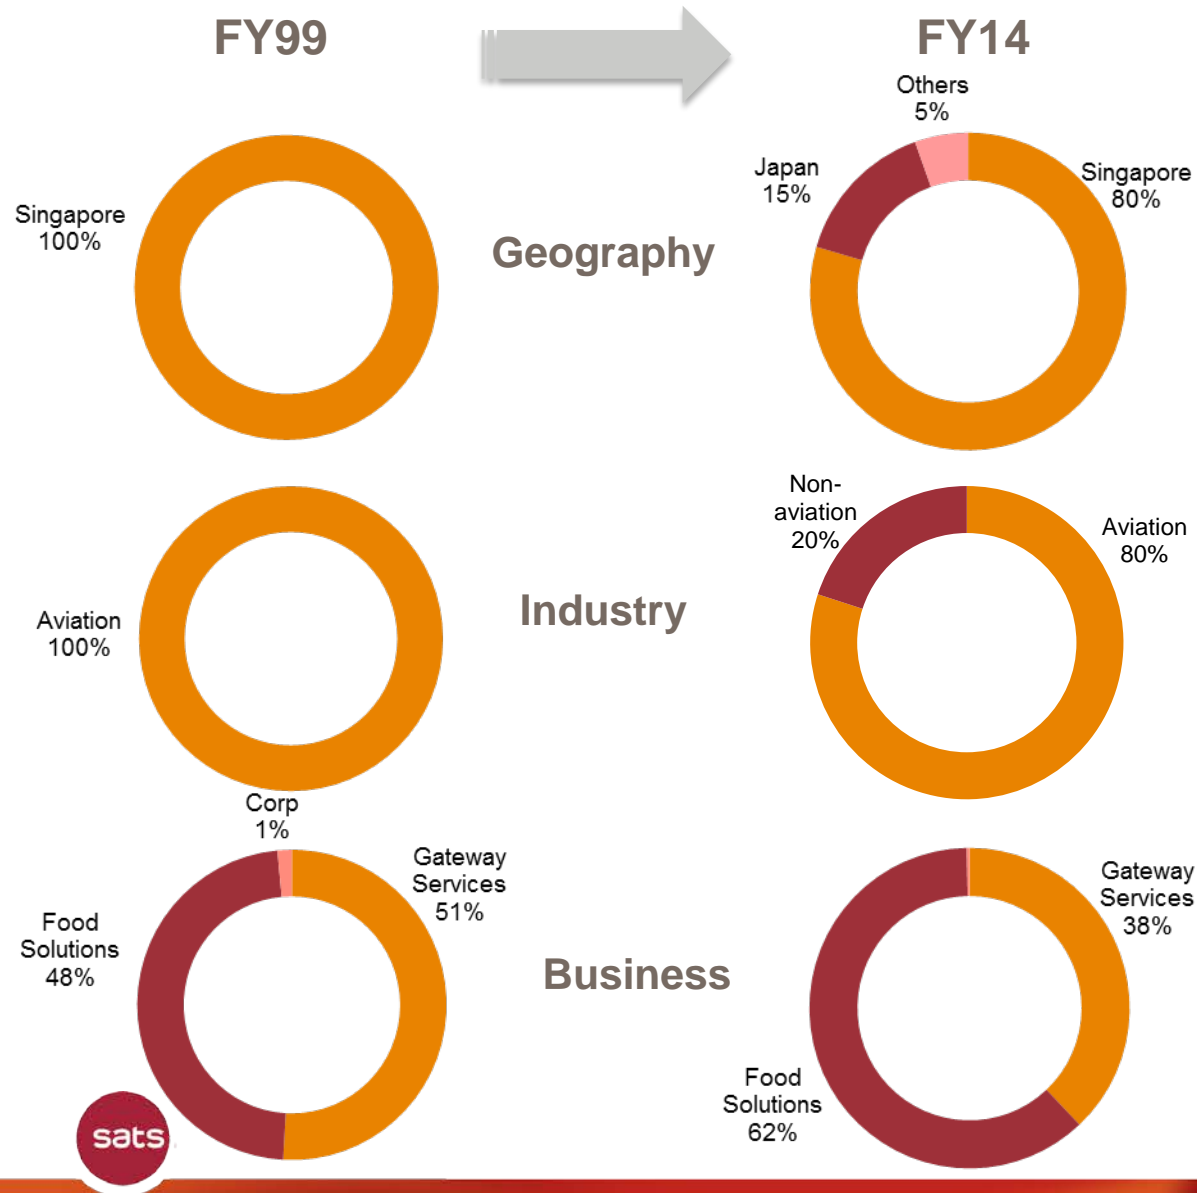 FY99
FY14
Singapore
100%
Geography
Others
5%
Japan
15%
Singapore
80%
Aviation
100%
Industry
Non-
aviation
20%
Aviation
80%
Corp
1%
Gateway
Services
51%
Food
Solutions
48%
Business
Gateway
Services
38%
Food
Solutions
62%
sats